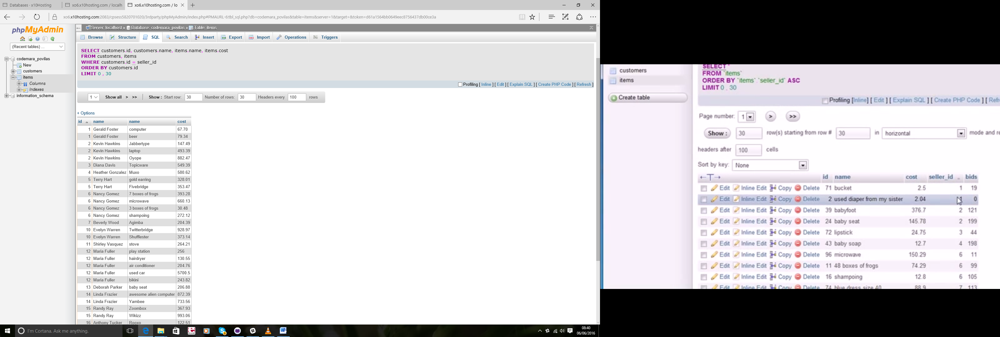 Databases - x10Hosting
xo6.x10hosting.com / localh
xo6.x10hosting.com / lo
xo6.x10hosting.com:2083/cpsess5820701020/3rdparty/phpMyAdmin/index.php#PMAURL-6:tbl_sql.php?db=codemara_povilas&table=items&server=1&target=&token=d61a1564bb0649eec8756437db00ce3a
phpMyAdmin
(Recent tables) ...
codemara_povilas
New
customers
items
Columns
Indexes
information_schema
Server: localhost » Database: codemara_povilas » Table: items
Browse Structure SQL Search Insert Export Import Operations Triggers
SELECT customers.id, customers.name, items.name, items.cost
FROM customers, items
WHERE customers.id = seller_id
ORDER BY customers.id
LIMIT 0 , 30
Profiling [ Inline ] [ Edit ] [ Explain SQL ] [ Create PHP Code ] [ Refresh ]
1 Show all > >> Show : Start row: 30 Number of rows: 30 Headers every 100 rows
+ Options
id name name cost
1 Gerald Foster computer 67.70
1 Gerald Foster beer 79.34
2 Kevin Hawkins Jabbertype 147.49
2 Kevin Hawkins laptop 493.39
2 Kevin Hawkins Oyope 882.47
3 Diana Davis Topicware 549.39
4 Heather Gonzalez Muxo 580.62
5 Terry Hart gold earring 328.01
5 Terry Hart Fivebridge 353.47
6 Nancy Gomez 7 boxes of frogs 393.28
6 Nancy Gomez microwave 660.13
6 Nancy Gomez 3 boxes of frogs 30.48
6 Nancy Gomez shampoing 272.12
7 Beverly Wood Agimba 204.39
10 Evelyn Warren Twitterbridge 928.97
10 Evelyn Warren Shufflester 373.14
11 Shirley Vasquez stove 264.21
12 Maria Fuller play station 256
12 Maria Fuller hairdryer 130.55
12 Maria Fuller air conditioner 204.76
12 Maria Fuller used car 5700.5
12 Maria Fuller bikini 243.82
13 Deborah Parker baby seat 206.88
14 Linda Frazier awesome alien computer 872.39
14 Linda Frazier Yambee 733.56
15 Randy Ray Zoombox 367.93
15 Randy Ray Wikizz 993.06
16 Anthony Tucker Rooxo 122.51
I'm Cortana. Ask me anything.
08:40
06/06/2016
customers
items
Create table
SELECT *
FROM `items`
ORDER BY `items`.`seller_id` ASC
LIMIT 0 , 30
Profiling [Inline] [ Edit ] [ Explain SQL ] [ Create PHP Code ] [ Refr
Page number: 1 > >>
Show : 30 row(s) starting from row # 30 in horizontal mode and re
headers after 100 cells
Sort by key: None
←T→ id name cost seller_id bids
Edit Inline Edit Copy Delete 71 bucket 2.5 1 19
Edit Inline Edit Copy Delete 2 used diaper from my sister 2.04 0
Edit Inline Edit Copy Delete 39 babyfoot 376.7 2 121
Edit Inline Edit Copy Delete 24 baby seat 145.78 2 199
Edit Inline Edit Copy Delete 72 lipstick 24.75 3 44
Edit Inline Edit Copy Delete 43 baby soap 12.7 4 198
Edit Inline Edit Copy Delete 96 microwave 150.29 6 11
Edit Inline Edit Copy Delete 11 48 boxes of frogs 74.29 6 99
Edit Inline Edit Copy Delete 16 shampoing 12.8 6 105
Edit Inline Edit Copy Delete 74 blue dress size 40 88.9 7 113